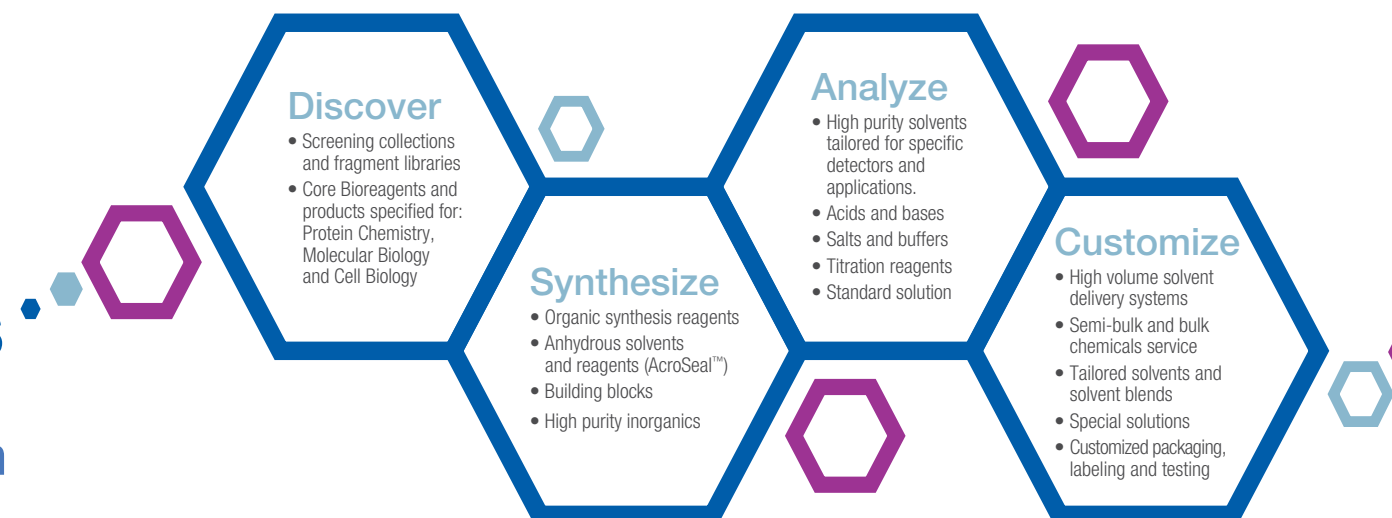 Discover
• Screening collections
and fragment libraries
• Core Bioreagents and
products specified for:
Protein Chemistry,
Molecular Biology
and Cell Biology
Synthesize
• Organic synthesis reagents
• Anhydrous solvents
and reagents (AcroSeal™)
• Building blocks
• High purity inorganics
Analyze
• High purity solvents
tailored for specific
detectors and
applications.
• Acids and bases
• Salts and buffers
• Titration reagents
• Standard solution
Customize
• High volume solvent
delivery systems
• Semi-bulk and bulk
chemicals service
• Tailored solvents and
solvent blends
• Special solutions
• Customized packaging,
labeling and testing